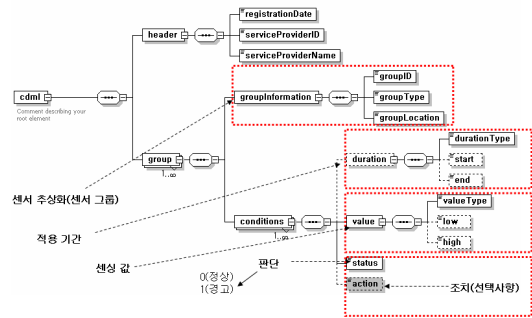 registrationDate
header
serviceProviderID
serviceProviderName
groupID
cdml
groupInformation
groupType
Comment describing your
root element
groupLocation
durationType
group
duration
start
1..∞
end
센서 추상화(센서 그룹)
valueType
conditions
value
low
적용 기간
1..∞
high
센싱 값
판단
status
0(정상)
1(경고)
action
조치(선택사항)